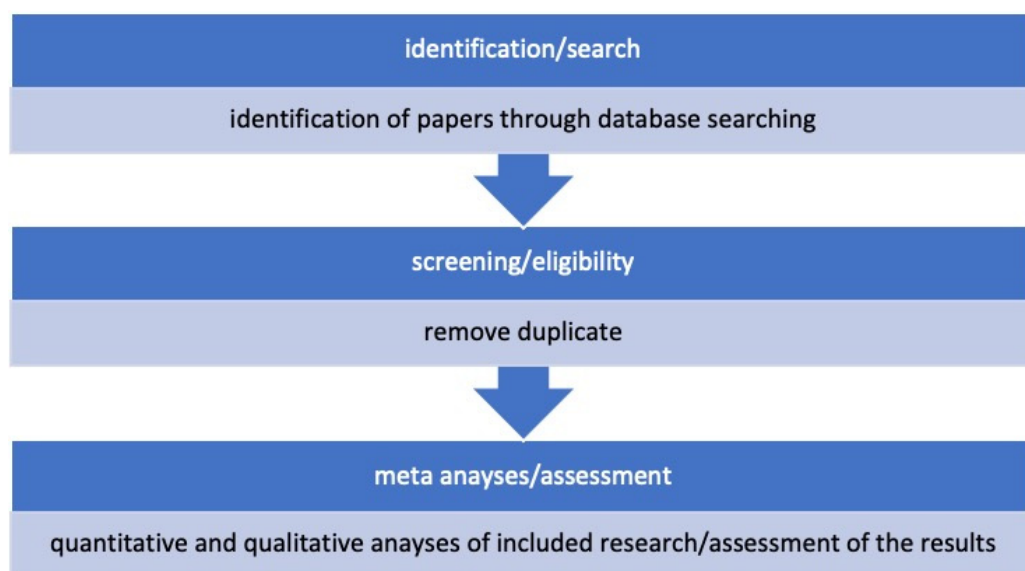 identification/search
identification of papers through database searching
screening/eligibility
remove duplicate
meta anayses/assessment
quantitative and qualitative anayses of included research/assessment of the results